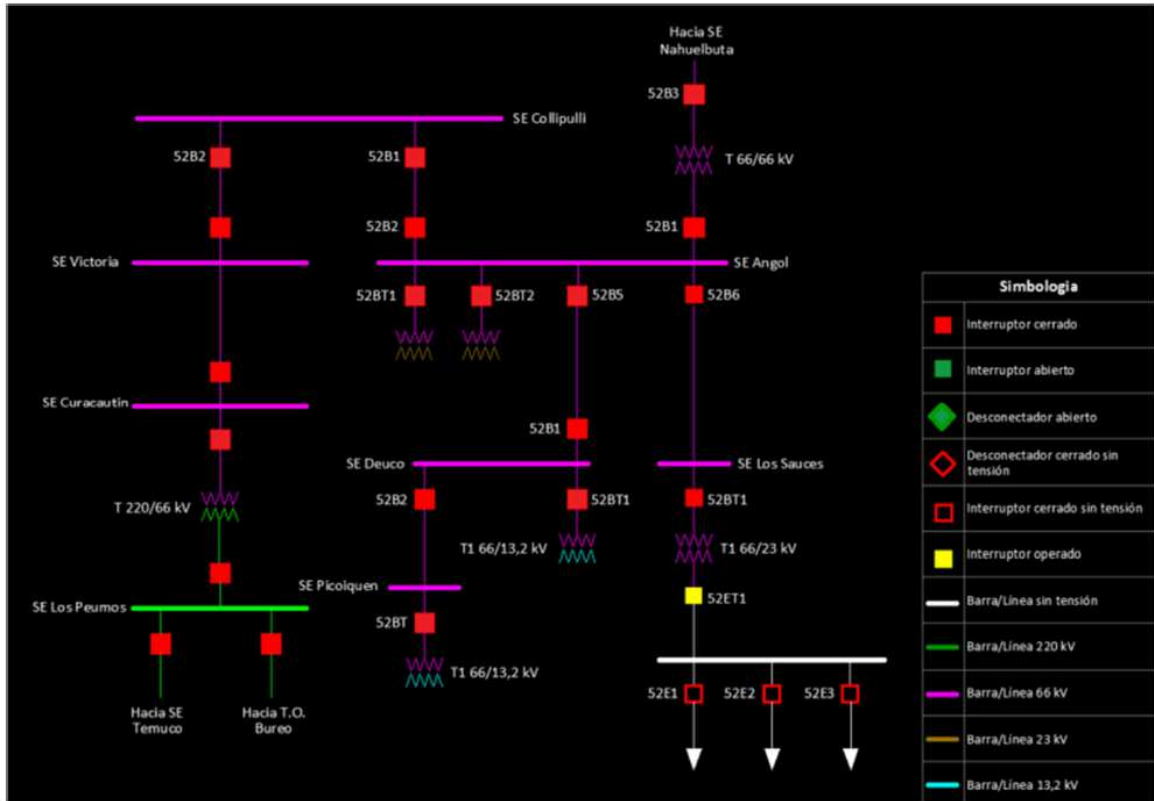 Hacia SE
Nahuelbuta
52B3
SE Collipulli
52B2
52B1
T 66/66 kV
52B2
52B1
SE Victoria
SE Angol
52BT1
52BT2
52B5
52B6
SE Curacautin
52B1
SE Deuco
SE Los Sauces
52B2
52BT1
52BT1
T 220/66 kV
T1 66/13,2 kV
T1 66/23 kV
SE Picoiquen
52ET1
SE Los Peumos
52BT
T1 66/13,2 kV
52E1
52E2
52E3
Hacia SE
Temuco
Hacia T.O.
Bureo
Simbologia
Interruptor cerrado
Interruptor abierto
Desconectador abierto
Desconectador cerrado sin
tensión
Interruptor cerrado sin tensión
Interruptor operado
Barra/Línea sin tensión
Barra/Línea 220 kV
Barra/Línea 66 kV
Barra/Línea 23 kV
Barra/Línea 13,2 kV